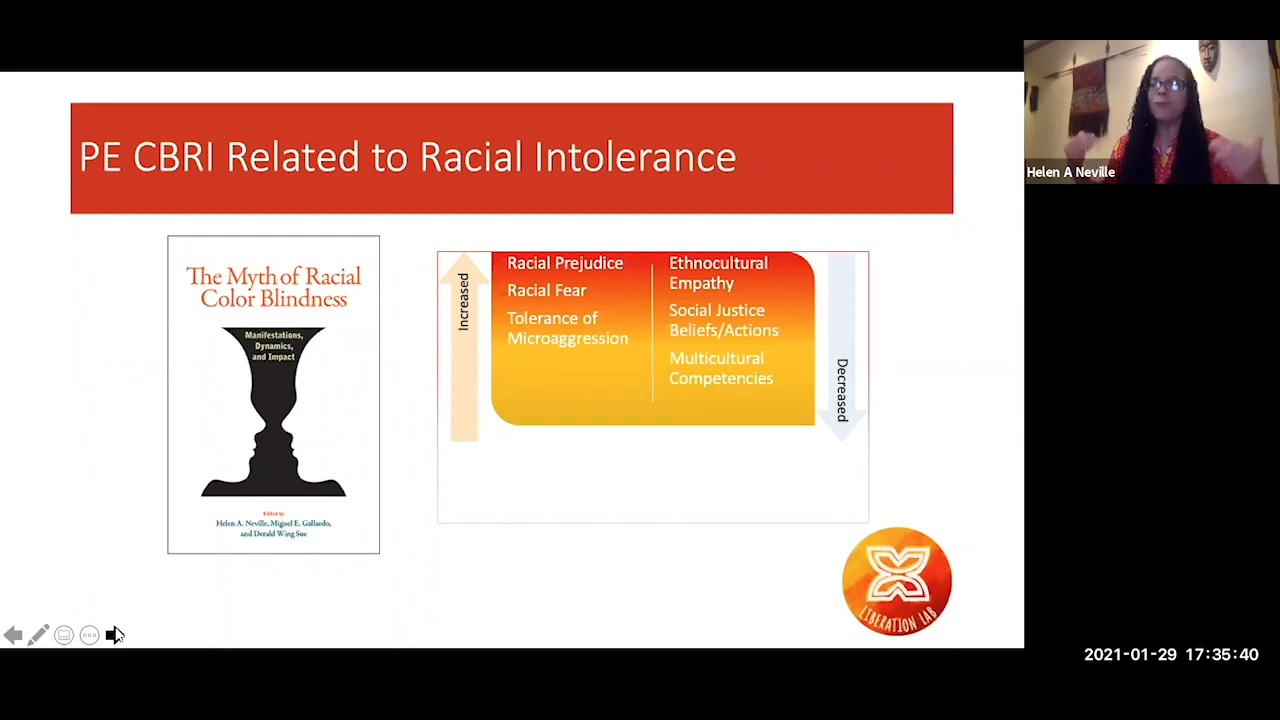 PE CBRI Related to Racial Intolerance
Helen A Neville
The Myth of Racial
Color Blindness
Manifestations,
Dynamics,
and Impact
Edited by
Helen A. Neville, Miguel E. Gallardo,
and Derald Wing Sue
Increased
Racial Prejudice
Racial Fear
Tolerance of
Microaggression
Ethnocultural
Empathy
Social Justice
Beliefs/Actions
Multicultural
Competencies
Decreased
LIBERATION LAB
2021-01-29 17:35:40